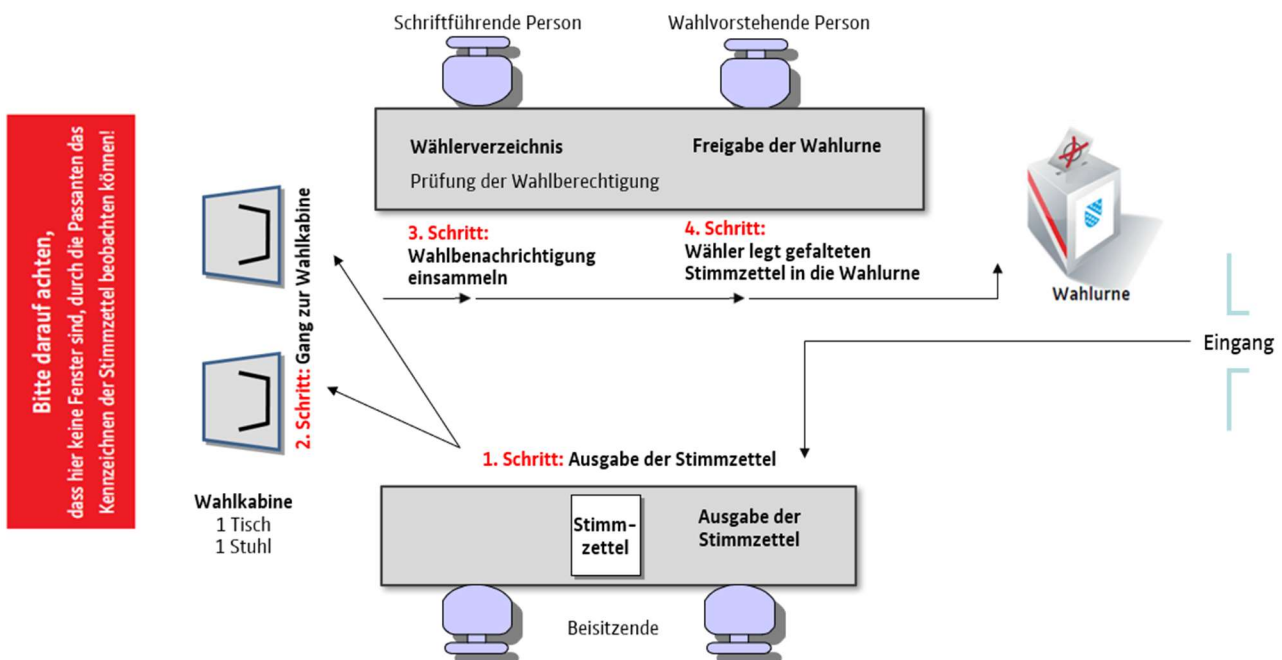 Schriftführende Person
Wahlvorstehende Person
Bitte darauf achten,
dass hier keine Fenster sind, durch die Passanten das
Kennzeichnen der Stimmzettel beobachten können!
Wählerverzeichnis
Prüfung der Wahlberechtigung
Freigabe der Wahlurne
3. Schritt:
Wahlbenachrichtigung
einsammeln
4. Schritt:
Wähler legt gefalteten
Stimmzettel in die Wahlurne
Wahlurne
Eingang
2. Schritt: Gang zur Wahlkabine
1. Schritt: Ausgabe der Stimmzettel
Wahlkabine
1 Tisch
1 Stuhl
Stimm-
zettel
Ausgabe der
Stimmzettel
Beisitzende